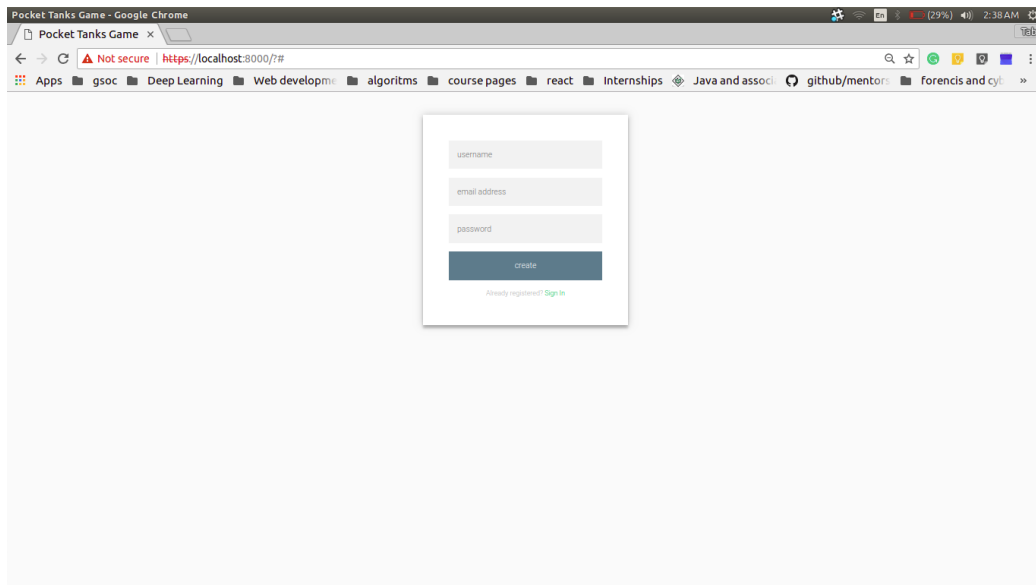 Pocket Tanks Game - Google Chrome En (29%) 2:38 AM
Pocket Tanks Game × Tab
Not secure | https://localhost:8000/?#
Apps gsoc Deep Learning Web developme algoritms course pages react Internships Java and associ github/mentors forencis and cyb »
username
email address
password
create
Already registered? Sign In